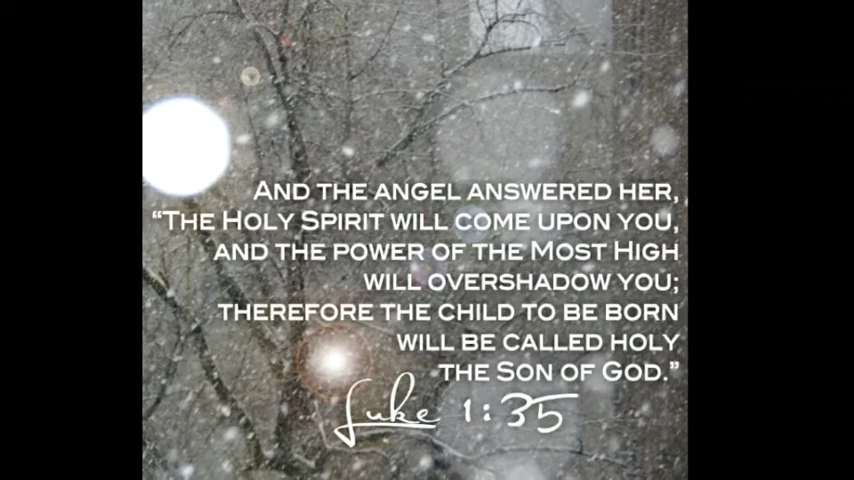 And the angel answered her,
“The Holy Spirit will come upon you,
and the power of the Most High
will overshadow you;
therefore the child to be born
will be called holy
the Son of God.”
Luke 1:35